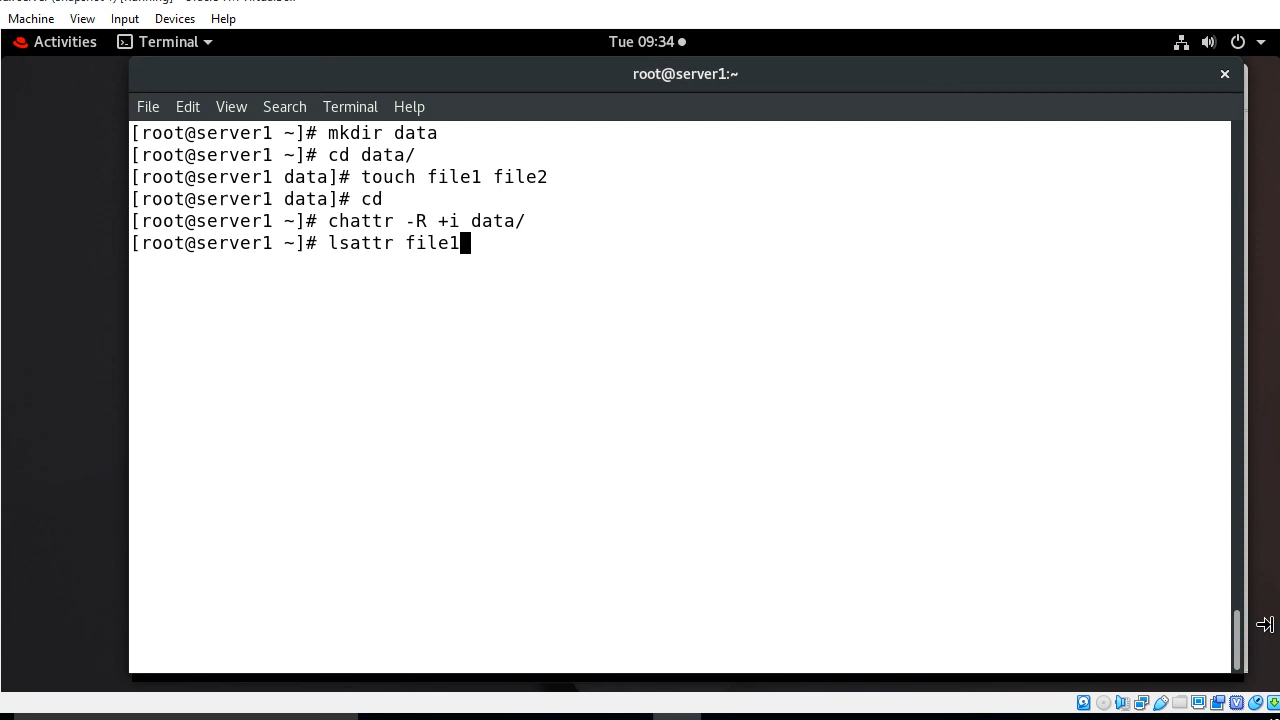 Machine View Input Devices Help
Activities Terminal Tue 09:34
root@server1:~
File Edit View Search Terminal Help
[root@server1 ~]# mkdir data
[root@server1 ~]# cd data/
[root@server1 data]# touch file1 file2
[root@server1 data]# cd
[root@server1 ~]# chattr -R +i data/
[root@server1 ~]# lsattr file1